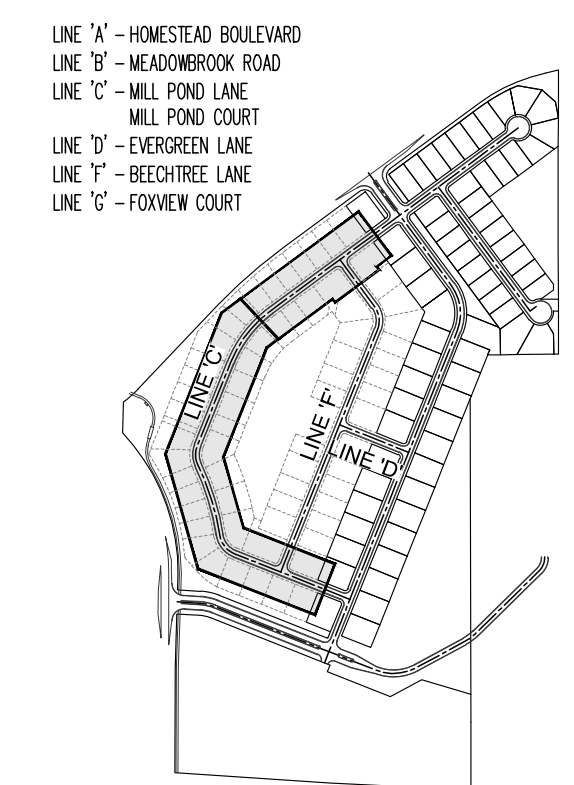 LINE 'A' – HOMESTEAD BOULEVARD
LINE 'B' – MEADOWBROOK ROAD
LINE 'C' – MILL POND LANE
MILL POND COURT
LINE 'D' – EVERGREEN LANE
LINE 'F' – BEECHTREE LANE
LINE 'G' – FOXVIEW COURT
LINE 'C'
LINE 'F'
LINE 'D'